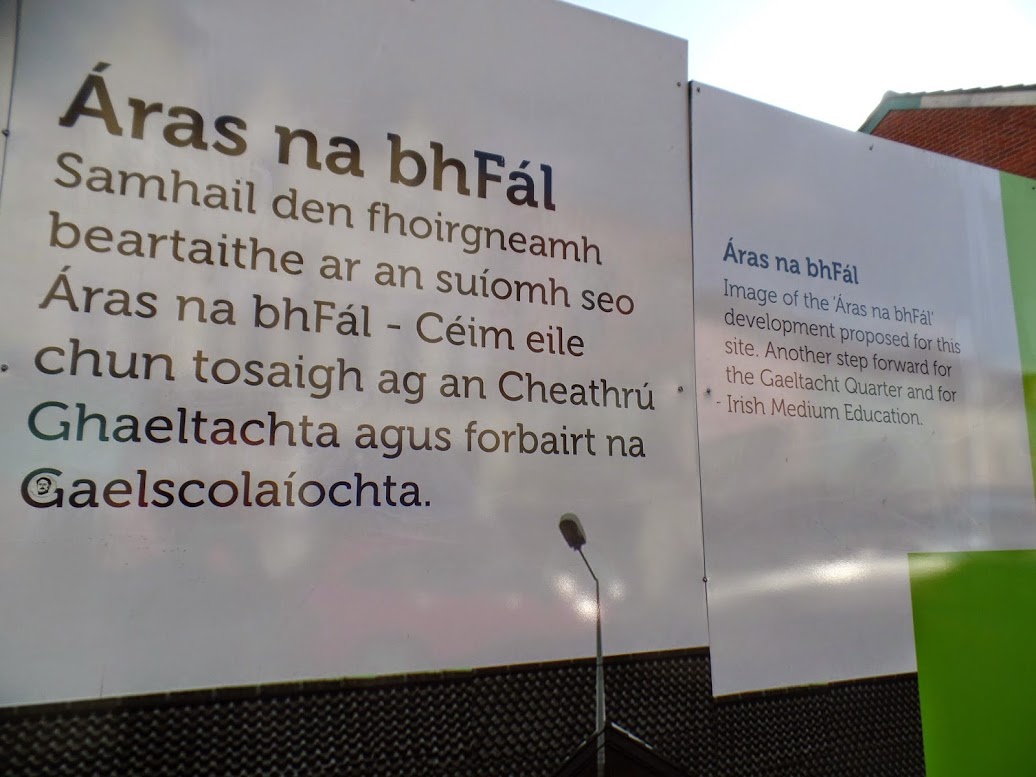 Áras na bhFál
Samhail den fhoirgneamh
beartaithe ar an suíomh seo
Áras na bhFál - Céim eile
chun tosaigh ag an Cheathrú
Ghaeltachta agus forbairt na
Gaelscolaíochta.
Áras na bhFál
Image of the 'Áras na bhFál'
development proposed for this
site. Another step forward for
the Gaeltacht Quarter and for
- Irish Medium Education.